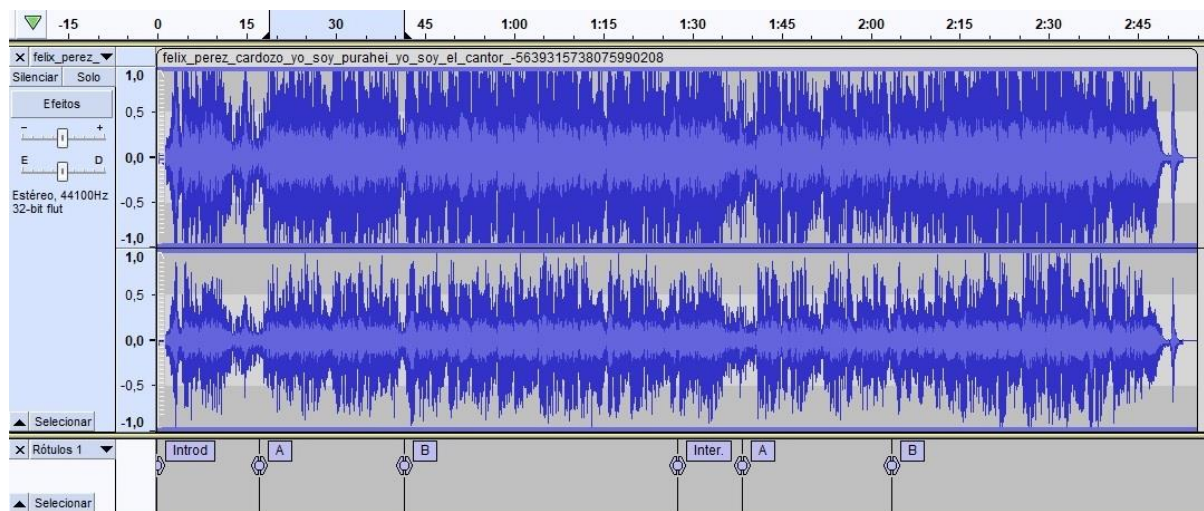 -15 0 15 30 45 1:00 1:15 1:30 1:45 2:00 2:15 2:30 2:45
felix_perez_
felix_perez_cardozo_yo_soy_purahei_yo_soy_el_cantor_-5639315738075990208
Silenciar Solo
Efeitos
- +
E D
Estéreo, 44100Hz
32-bit flut
Selecionar
1,0
0,5
0,0
-0,5
-1,0
1,0
0,5
0,0
-0,5
-1,0
Rótulos 1
Introd A B Inter. A B
Selecionar